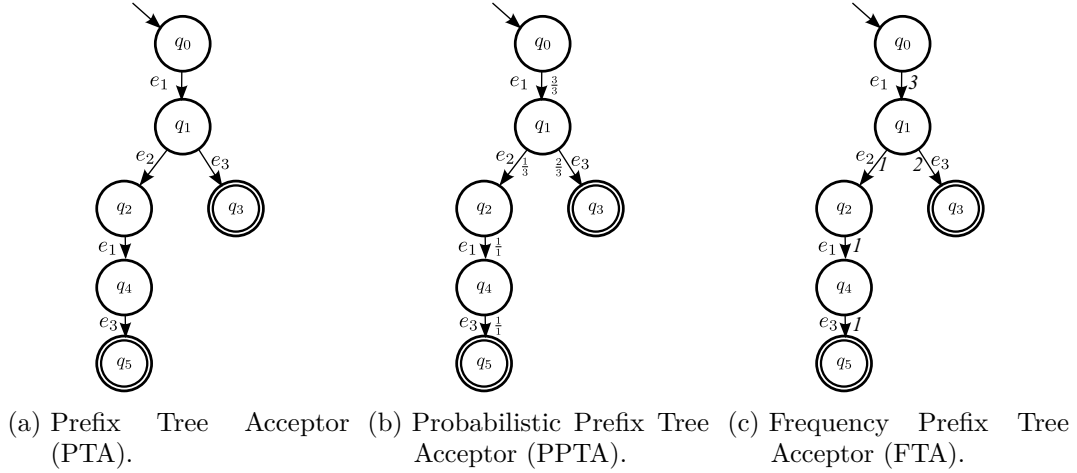 q0
q0
q0
e1
e1 3/3
e1 3
q1
q1
q1
e2 e3
e2 1/3 2/3 e3
e2 1 2 e3
q2 q3
q2 q3
q2 q3
e1
e1 1/1
e1 1
q4
q4
q4
e3
e3 1/1
e3 1
q5
q5
q5
(a) Prefix Tree Acceptor
(PTA).
(b) Probabilistic Prefix Tree
Acceptor (PPTA).
(c) Frequency Prefix Tree
Acceptor (FTA).